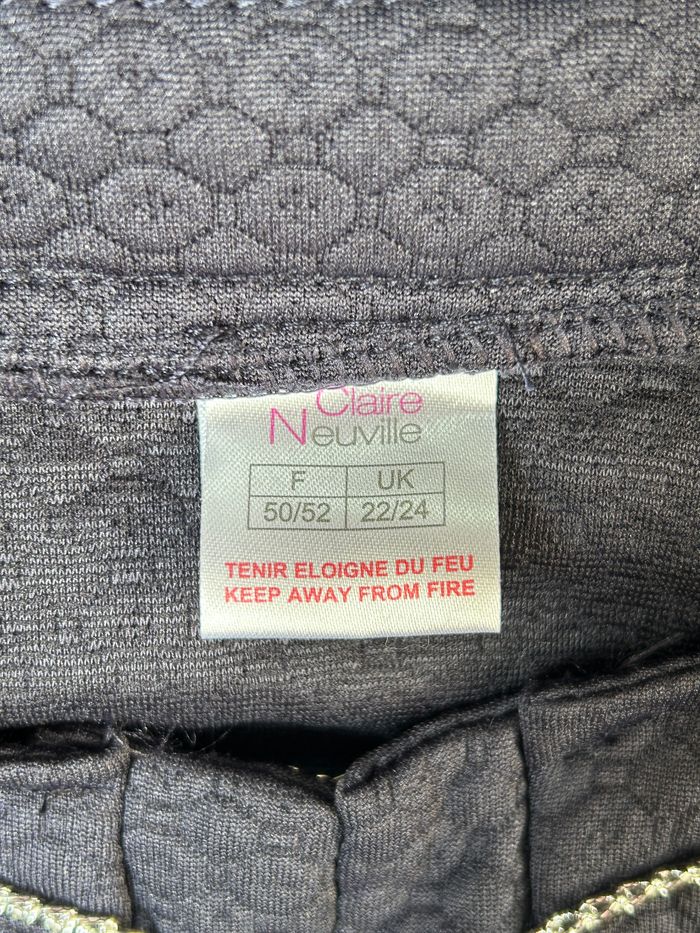 Claire
Neuville
F UK
50/52 22/24
TENIR ELOIGNE DU FEU
KEEP AWAY FROM FIRE